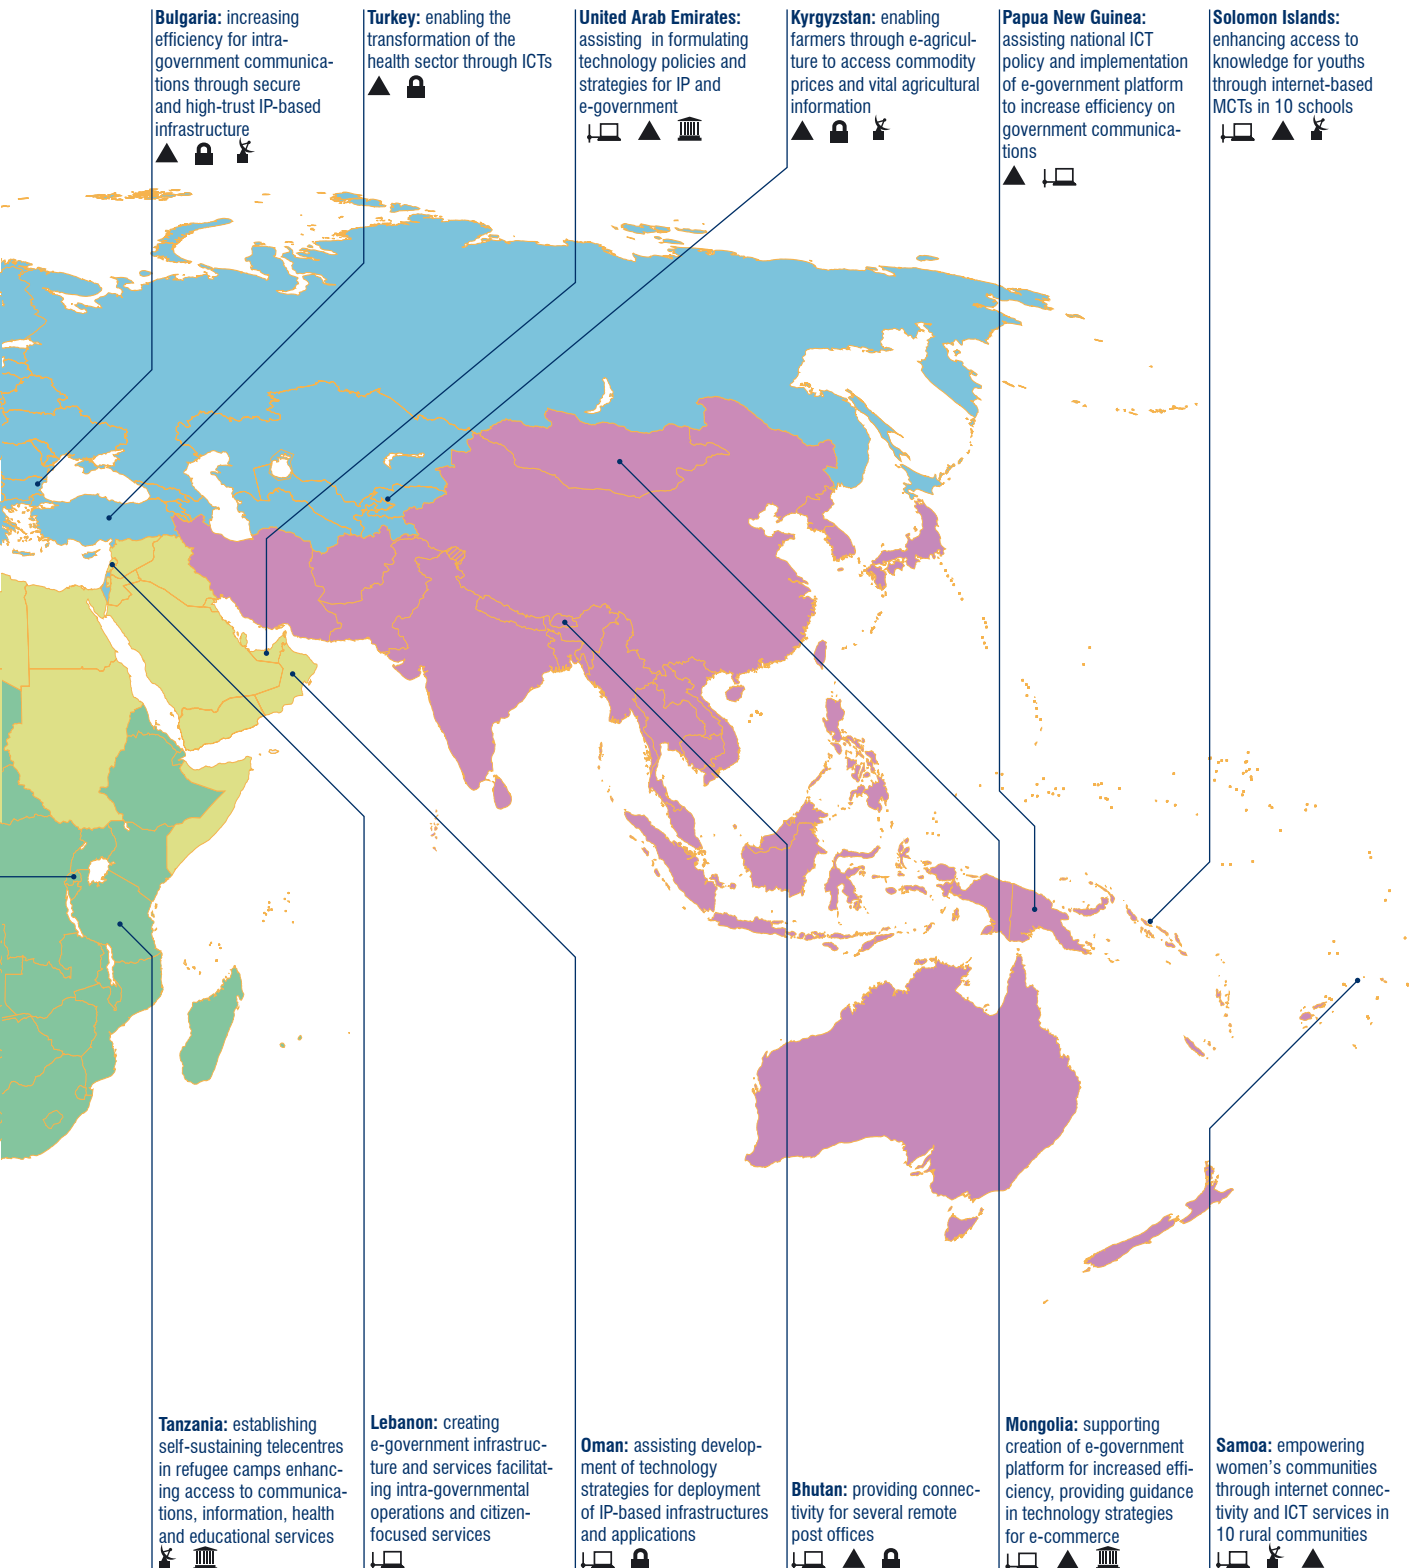 Bulgaria: increasing
efficiency for intra-
government communica-
tions through secure
and high-trust IP-based
infrastructure
Turkey: enabling the
transformation of the
health sector through ICTs
United Arab Emirates:
assisting in formulating
technology policies and
strategies for IP and
e-government
Kyrgyzstan: enabling
farmers through e-agricul-
ture to access commodity
prices and vital agricultural
information
Papua New Guinea:
assisting national ICT
policy and implementation
of e-government platform
to increase efficiency on
government communica-
tions
Solomon Islands:
enhancing access to
knowledge for youths
through internet-based
MCTs in 10 schools
Tanzania: establishing
self-sustaining telecentres
in refugee camps enhanc-
ing access to communica-
tions, information, health
and educational services
Lebanon: creating
e-government infrastruc-
ture and services facilitat-
ing intra-governmental
operations and citizen-
focused services
Oman: assisting develop-
ment of technology
strategies for deployment
of IP-based infrastructures
and applications
Bhutan: providing connec-
tivity for several remote
post offices
Mongolia: supporting
creation of e-government
platform for increased effi-
ciency, providing guidance
in technology strategies
for e-commerce
Samoa: empowering
women's communities
through internet connec-
tivity and ICT services in
10 rural communities